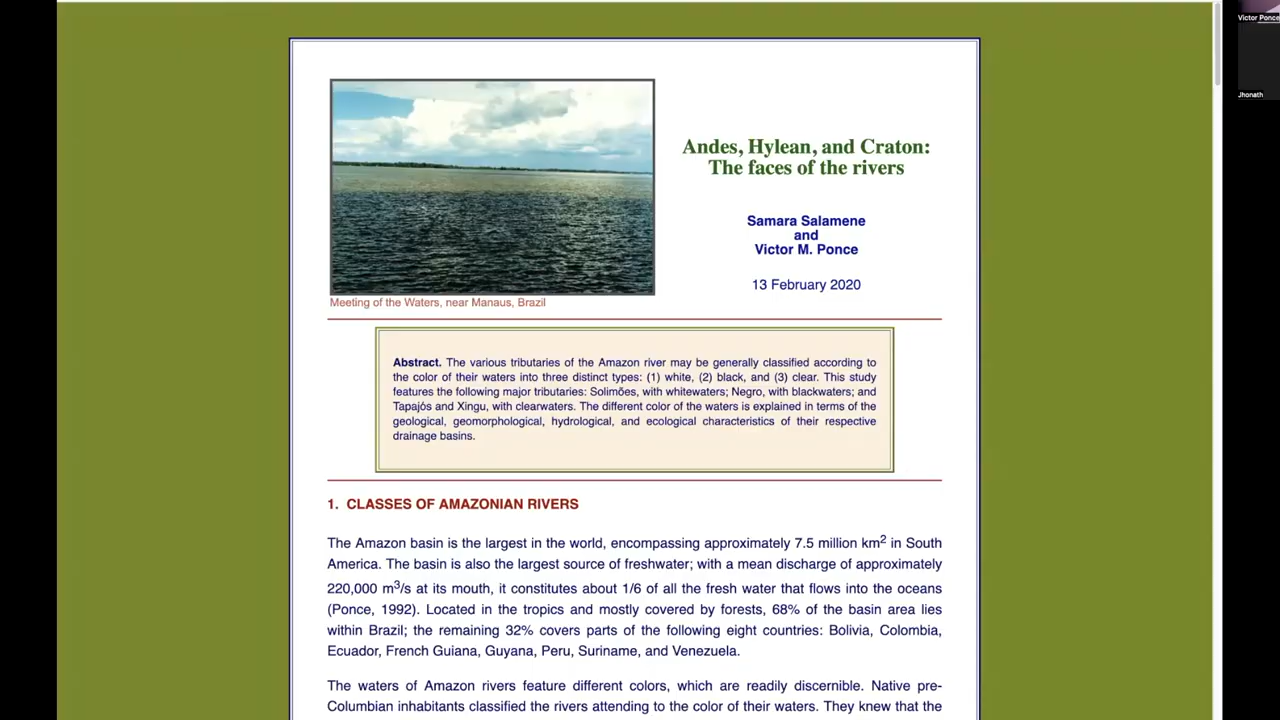 Victor Ponce
Jhonath
Andes, Hylean, and Craton:
The faces of the rivers
Samara Salamene
and
Victor M. Ponce
13 February 2020
Meeting of the Waters, near Manaus, Brazil
Abstract. The various tributaries of the Amazon river may be generally classified according to
the color of their waters into three distinct types: (1) white, (2) black, and (3) clear. This study
features the following major tributaries: Solimões, with whitewaters; Negro, with blackwaters; and
Tapajós and Xingu, with clearwaters. The different color of the waters is explained in terms of the
geological, geomorphological, hydrological, and ecological characteristics of their respective
drainage basins.
1. CLASSES OF AMAZONIAN RIVERS
The Amazon basin is the largest in the world, encompassing approximately 7.5 million km² in South
America. The basin is also the largest source of freshwater; with a mean discharge of approximately
220,000 m³/s at its mouth, it constitutes about 1/6 of all the fresh water that flows into the oceans
(Ponce, 1992). Located in the tropics and mostly covered by forests, 68% of the basin area lies
within Brazil; the remaining 32% covers parts of the following eight countries: Bolivia, Colombia,
Ecuador, French Guiana, Guyana, Peru, Suriname, and Venezuela.
The waters of Amazon rivers feature different colors, which are readily discernible. Native pre-
Columbian inhabitants classified the rivers attending to the color of their waters. They knew that the